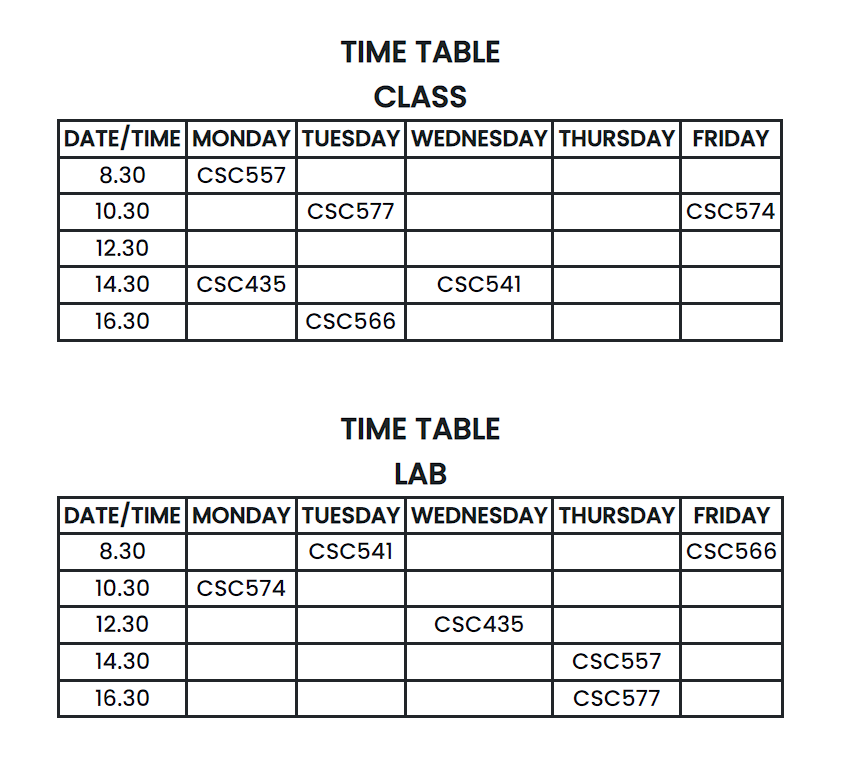 TIME TABLE
CLASS
DATE/TIME MONDAY TUESDAY WEDNESDAY THURSDAY FRIDAY
8.30 CSC557
10.30 CSC577 CSC574
12.30
14.30 CSC435 CSC541
16.30 CSC566
TIME TABLE
LAB
DATE/TIME MONDAY TUESDAY WEDNESDAY THURSDAY FRIDAY
8.30 CSC541 CSC566
10.30 CSC574
12.30 CSC435
14.30 CSC557
16.30 CSC577